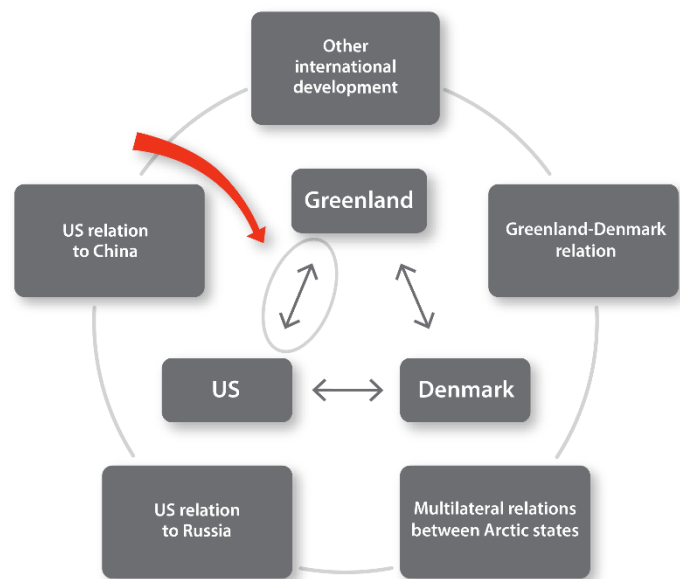 Other
international
development
Greenland
US relation
to China
Greenland-Denmark
relation
US
Denmark
US relation
to Russia
Multilateral relations
between Arctic states